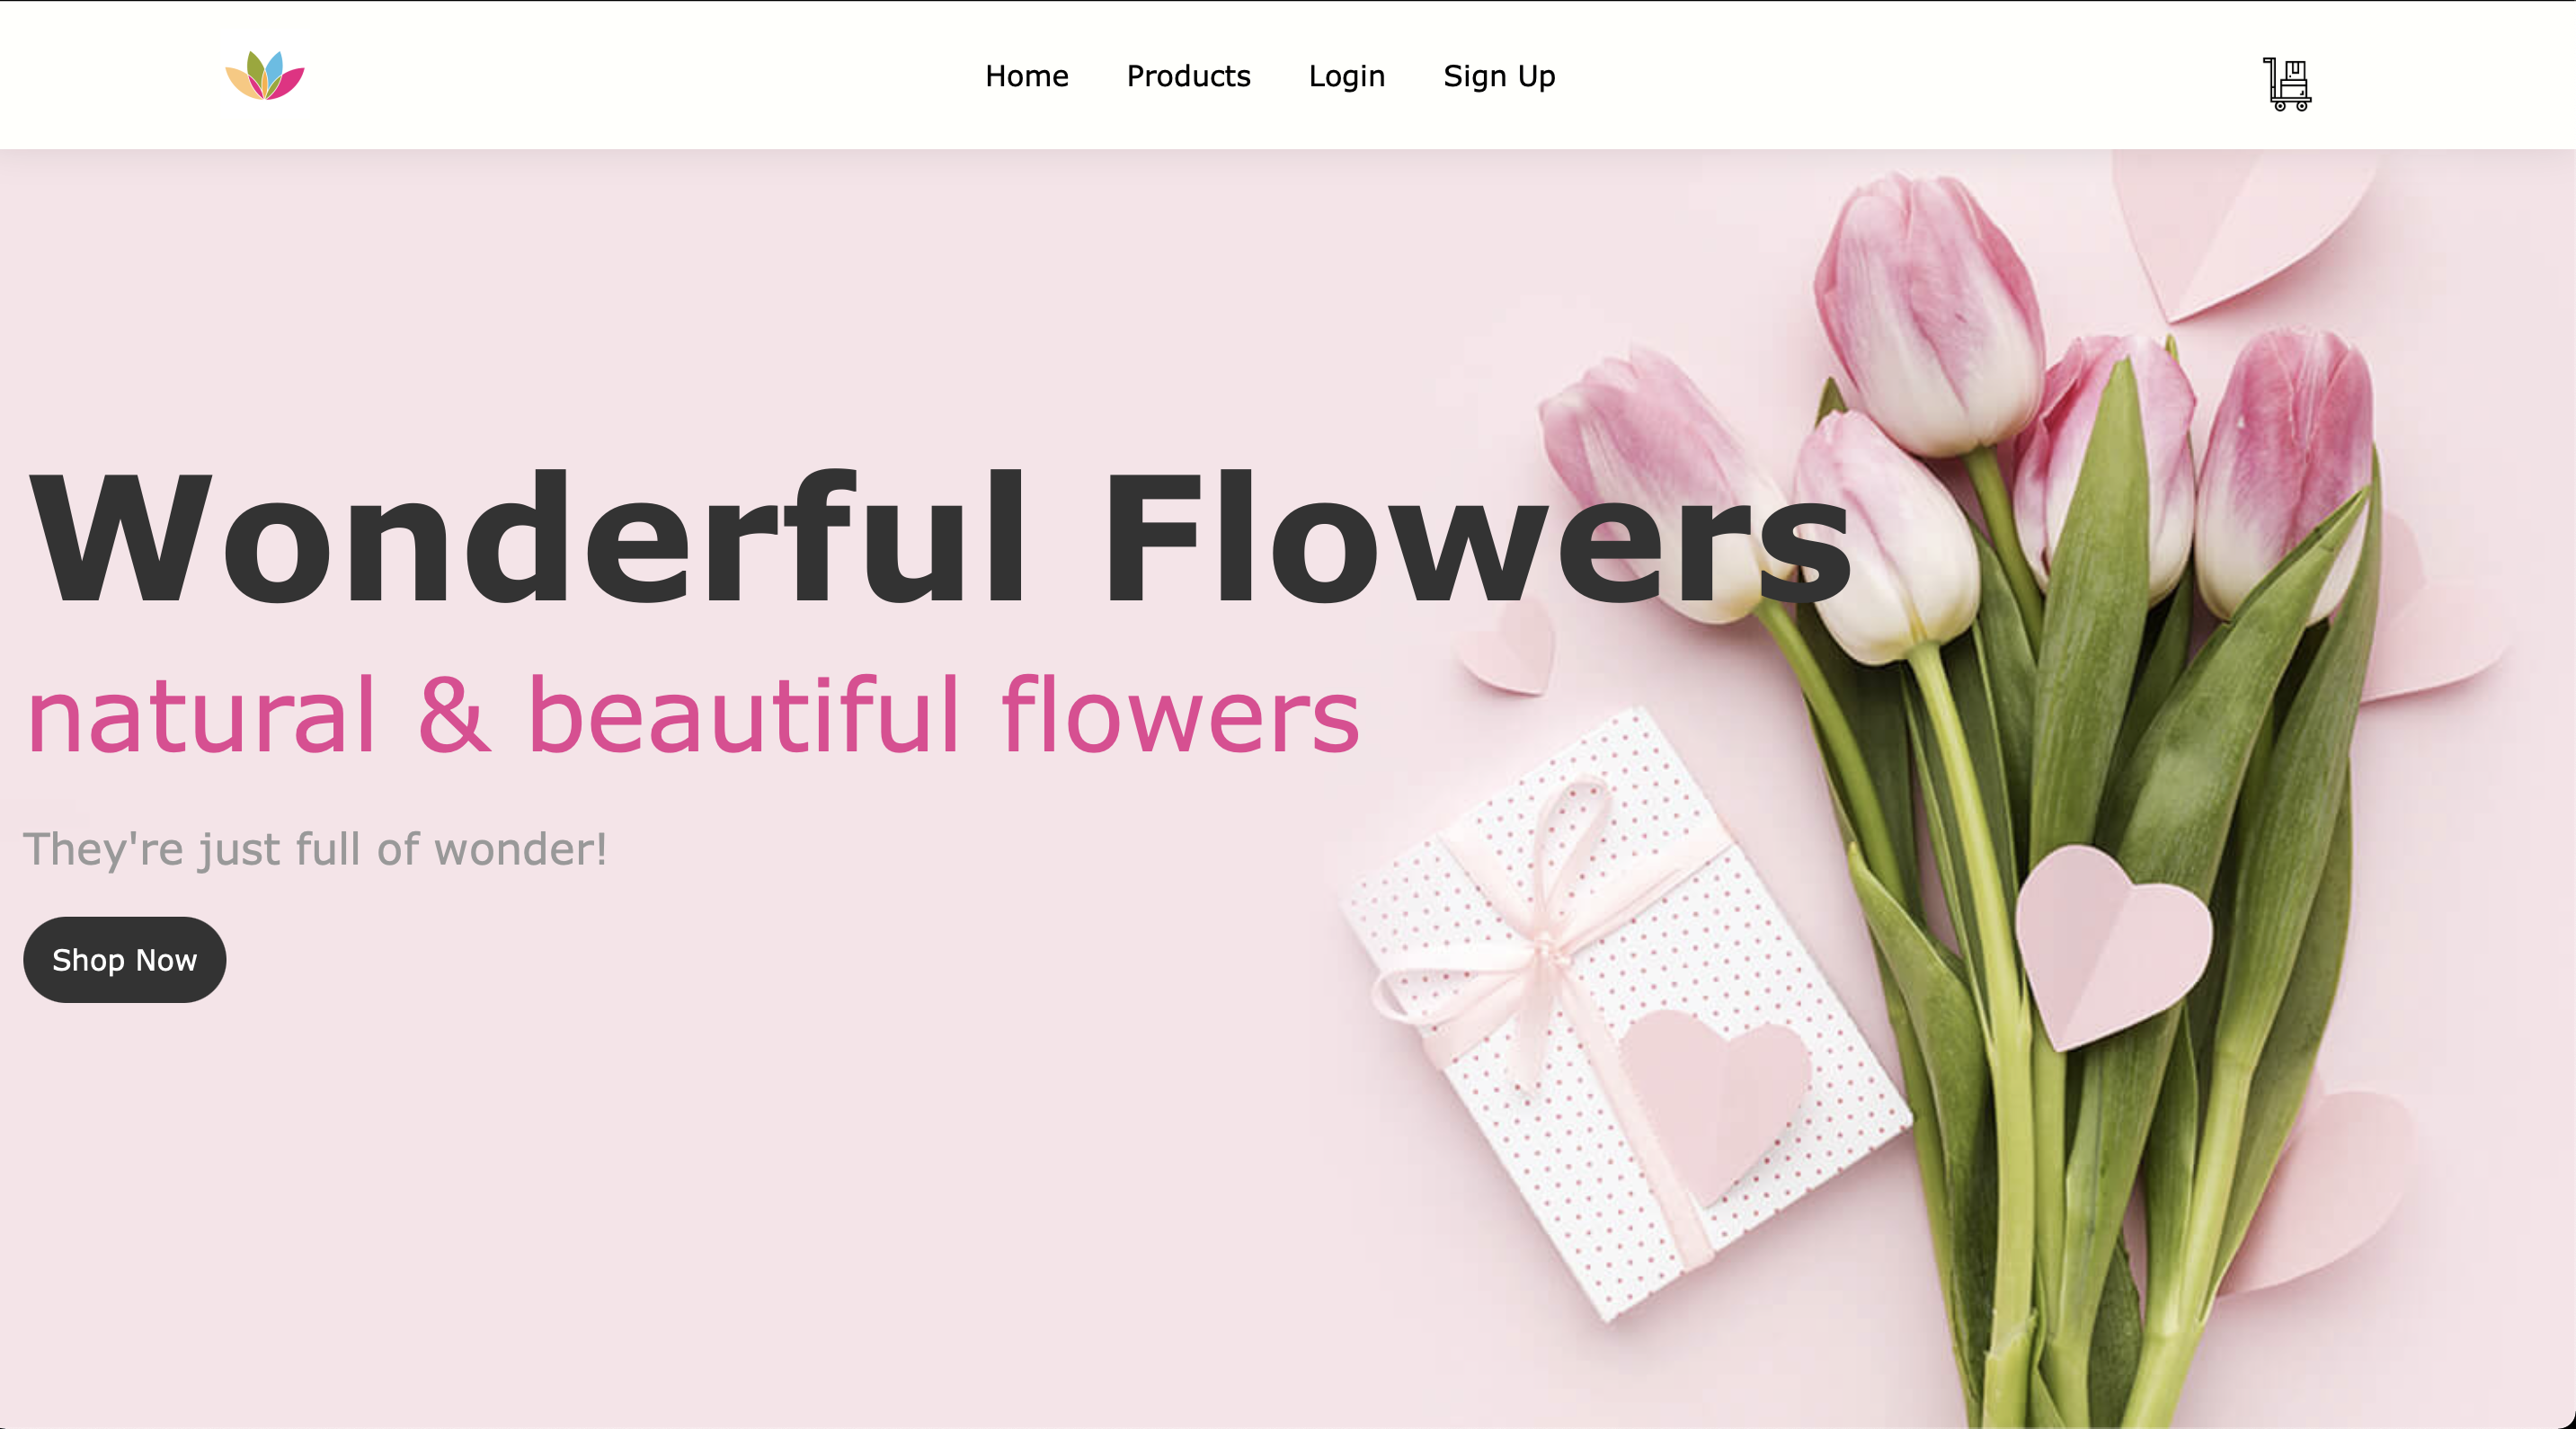 Home Products Login Sign Up
Wonderful Flowers
natural & beautiful flowers
They're just full of wonder!
Shop Now